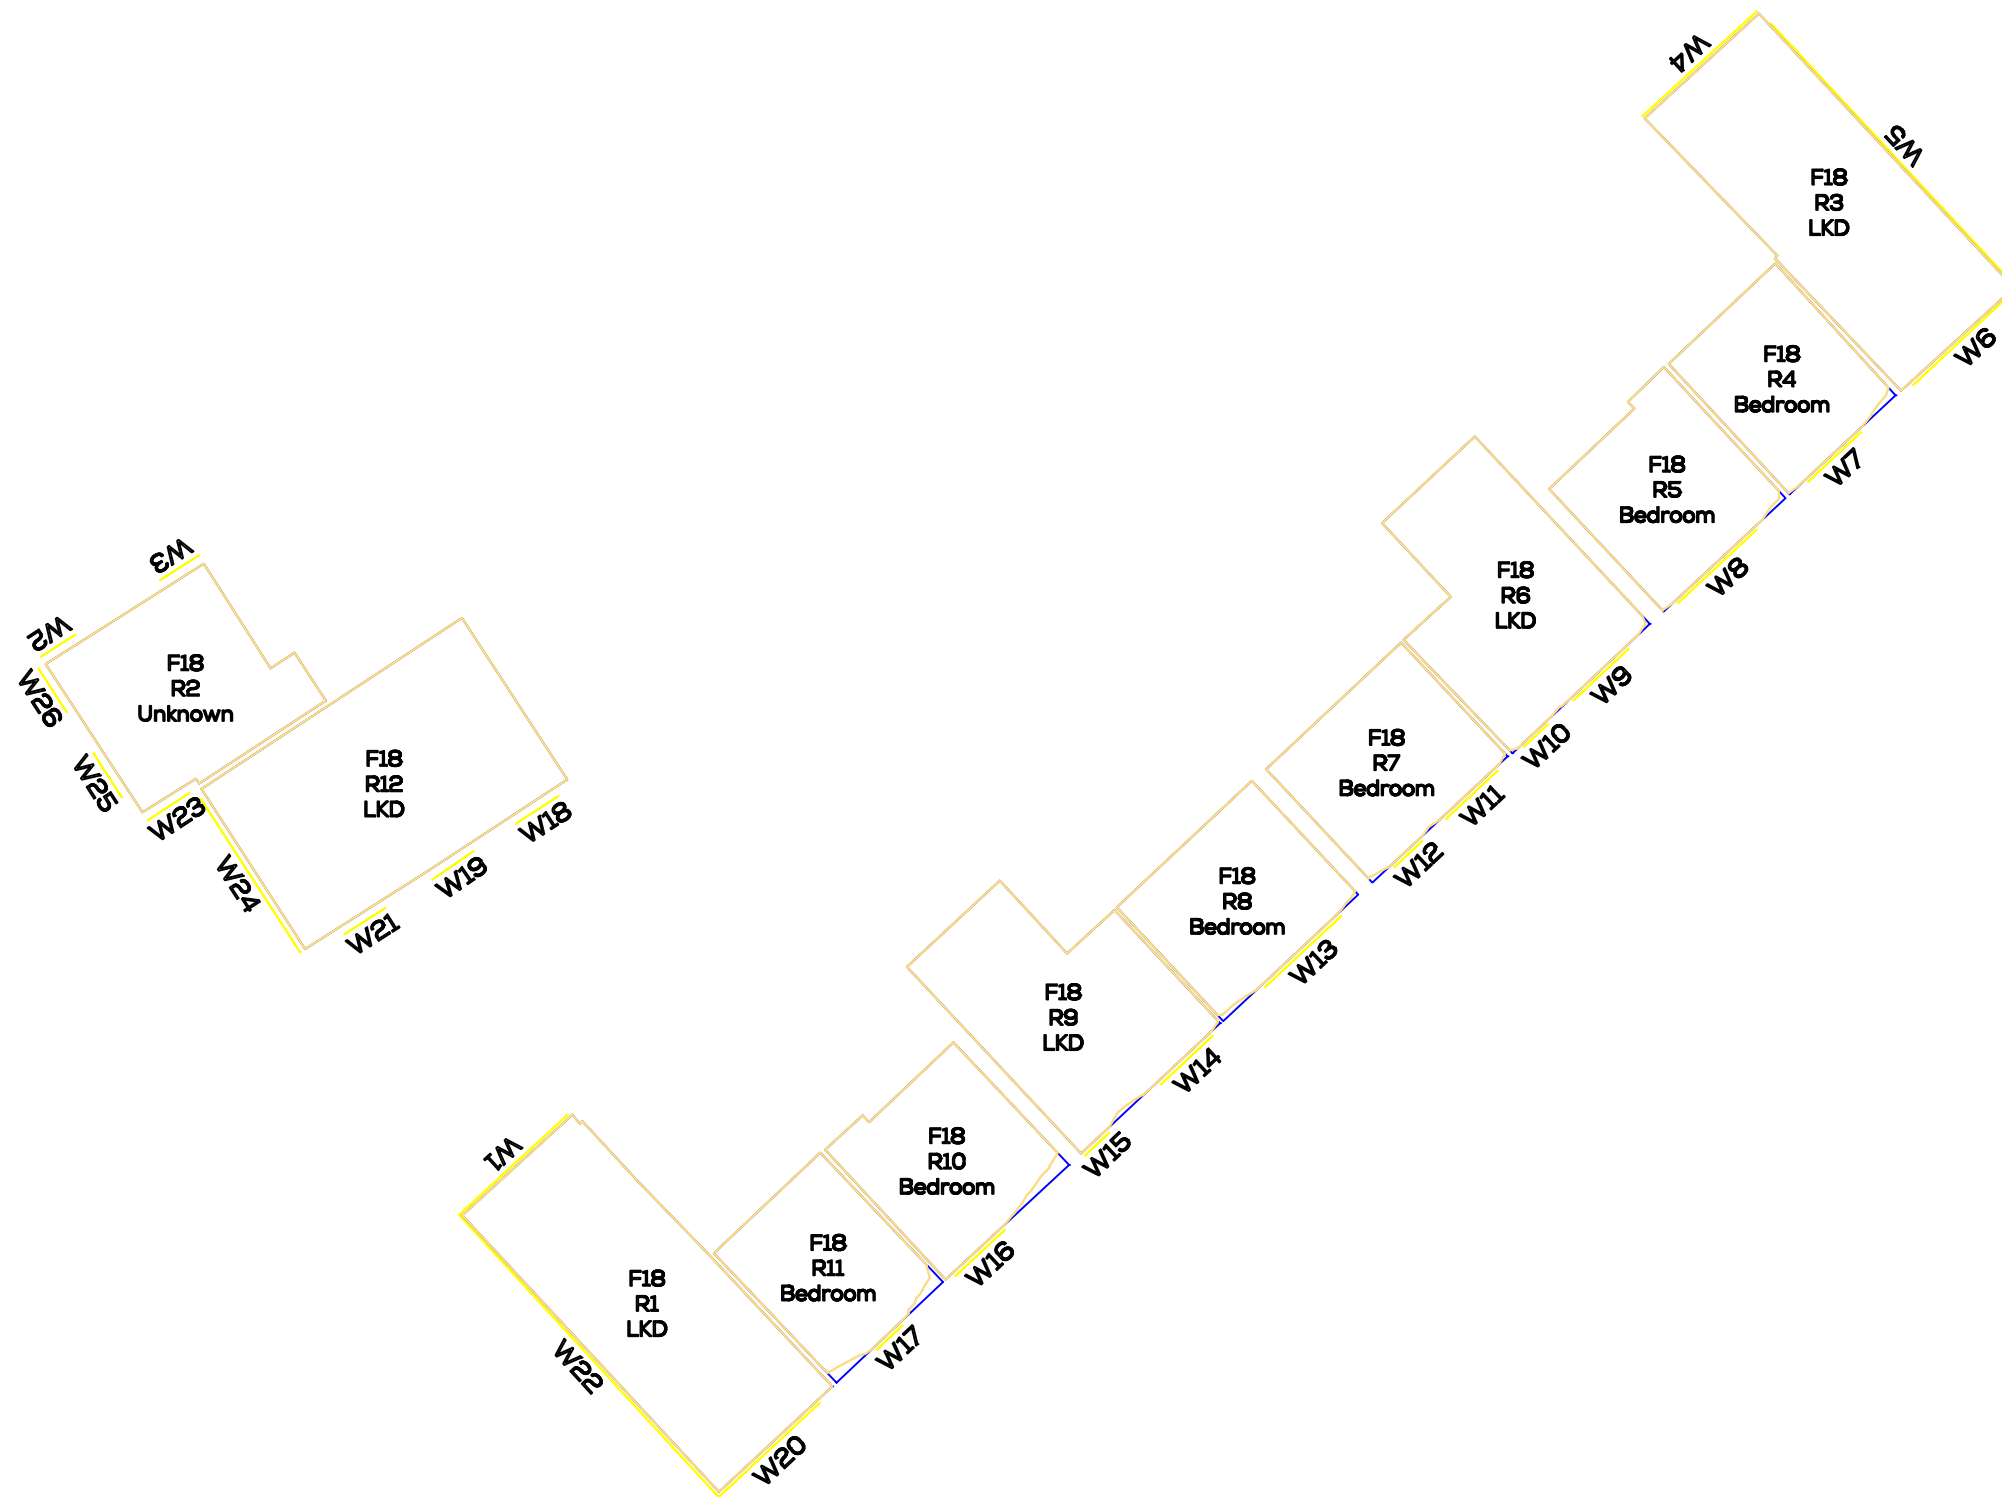 W4
W5
F18
R3
LKD
W6
F18
R4
Bedroom
W7
F18
R5
Bedroom
W8
F18
R6
LKD
W9
W10
W3
W2
F18
R2
Unknown
W26
W25
W23
F18
R12
LKD
W18
W19
W21
W24
F18
R7
Bedroom
W11
W12
F18
R8
Bedroom
W13
F18
R9
LKD
W14
W15
F18
R10
Bedroom
W16
F18
R11
Bedroom
W17
W1
F18
R1
LKD
W22
W20